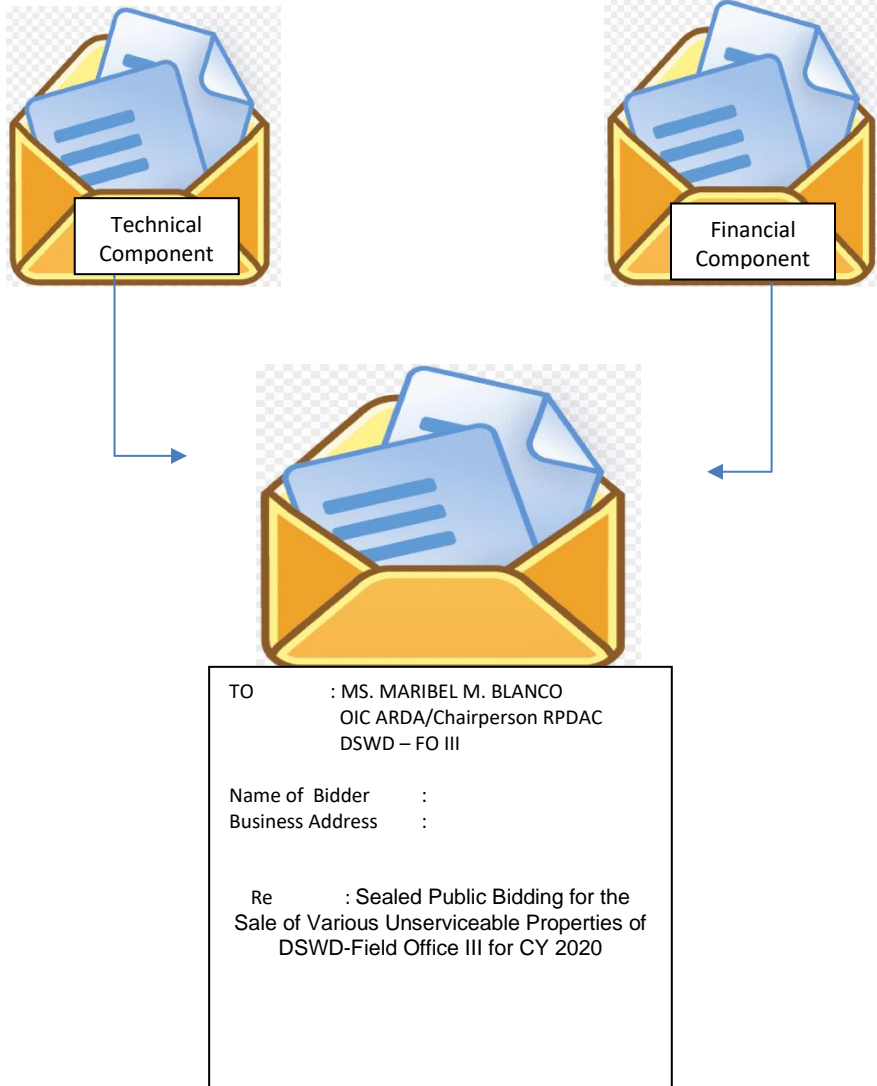 Technical
Component
Financial
Component
TO : MS. MARIBEL M. BLANCO
OIC ARDA/Chairperson RPDAC
DSWD – FO III
Name of Bidder :
Business Address :
Re : Sealed Public Bidding for the
Sale of Various Unserviceable Properties of
DSWD-Field Office III for CY 2020